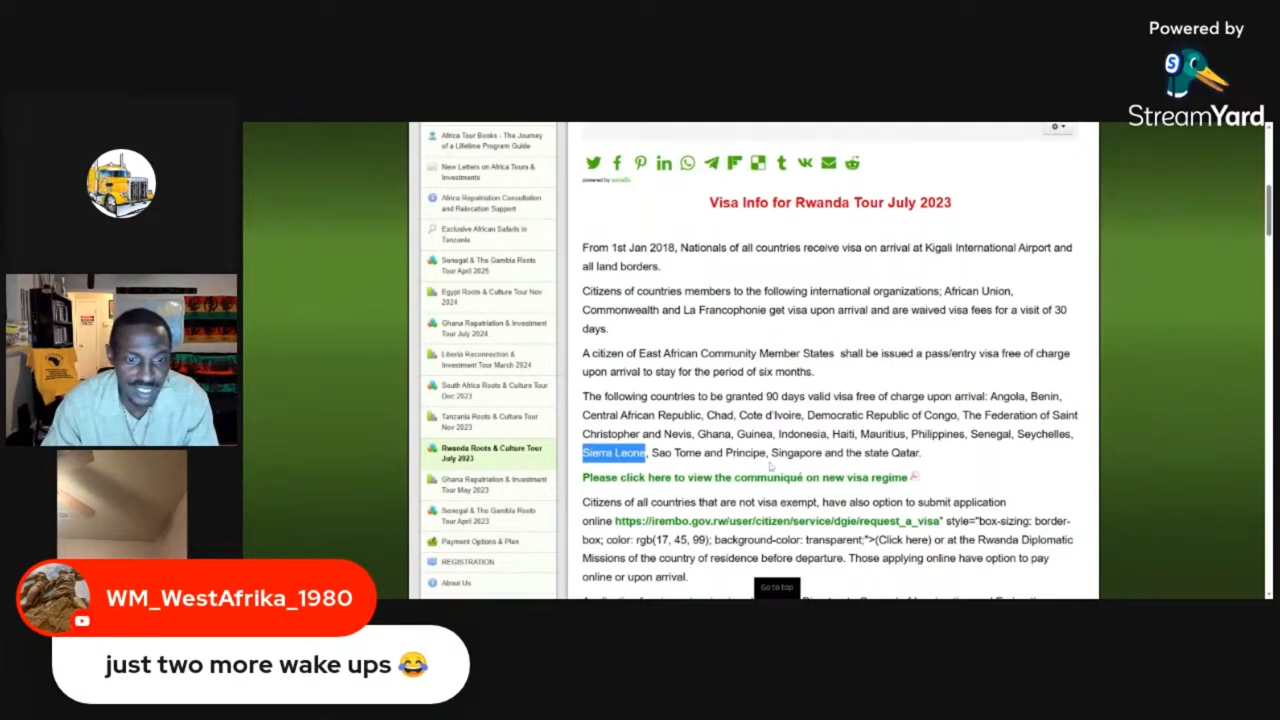 Powered by
StreamYard
Africa Tour Books - The Journey
of a Lifetime Program Guide
New Letters on Africa Tours &
Investments
Africa Repatriation Consultation
and Relocation Support
Exclusive African Safaris in
Tanzania
Senegal & The Gambia Roots
Tour April 2025
Egypt Roots & Culture Tour Nov
2024
Ghana Repatriation & Investment
Tour July 2024
Liberia Reconnection &
Investment Tour March 2024
South Africa Roots & Culture Tour
Dec 2023
Tanzania Roots & Culture Tour
Nov 2023
Rwanda Roots & Culture Tour
July 2023
Ghana Repatriation & Investment
Tour May 2023
Senegal & The Gambia Roots
Tour April 2023
Payment Options & Plan
REGISTRATION
About Us
powered by
Visa Info for Rwanda Tour July 2023
From 1st Jan 2018, Nationals of all countries receive visa on arrival at Kigali International Airport and
all land borders.
Citizens of countries members to the following international organizations; African Union,
Commonwealth and La Francophonie get visa upon arrival and are waived visa fees for a visit of 30
days.
A citizen of East African Community Member States shall be issued a pass/entry visa free of charge
upon arrival to stay for the period of six months.
The following countries to be granted 90 days valid visa free of charge upon arrival: Angola, Benin,
Central African Republic, Chad, Cote d'Ivoire, Democratic Republic of Congo, The Federation of Saint
Christopher and Nevis, Ghana, Guinea, Indonesia, Haiti, Mauritius, Philippines, Senegal, Seychelles,
Sierra Leone, Sao Tome and Principe, Singapore and the state Qatar.
Please click here to view the communiqué on new visa regime
Citizens of all countries that are not visa exempt, have also option to submit application
online https://irembo.gov.rw/user/citizen/service/dgie/request_a_visa" style="box-sizing: border-
box; color: rgb(17, 45, 99); background-color: transparent;">(Click here) or at the Rwanda Diplomatic
Missions of the country of residence before departure. Those applying online have option to pay
online or upon arrival.
Go to top
WM_WestAfrika_1980
just two more wake ups 😂